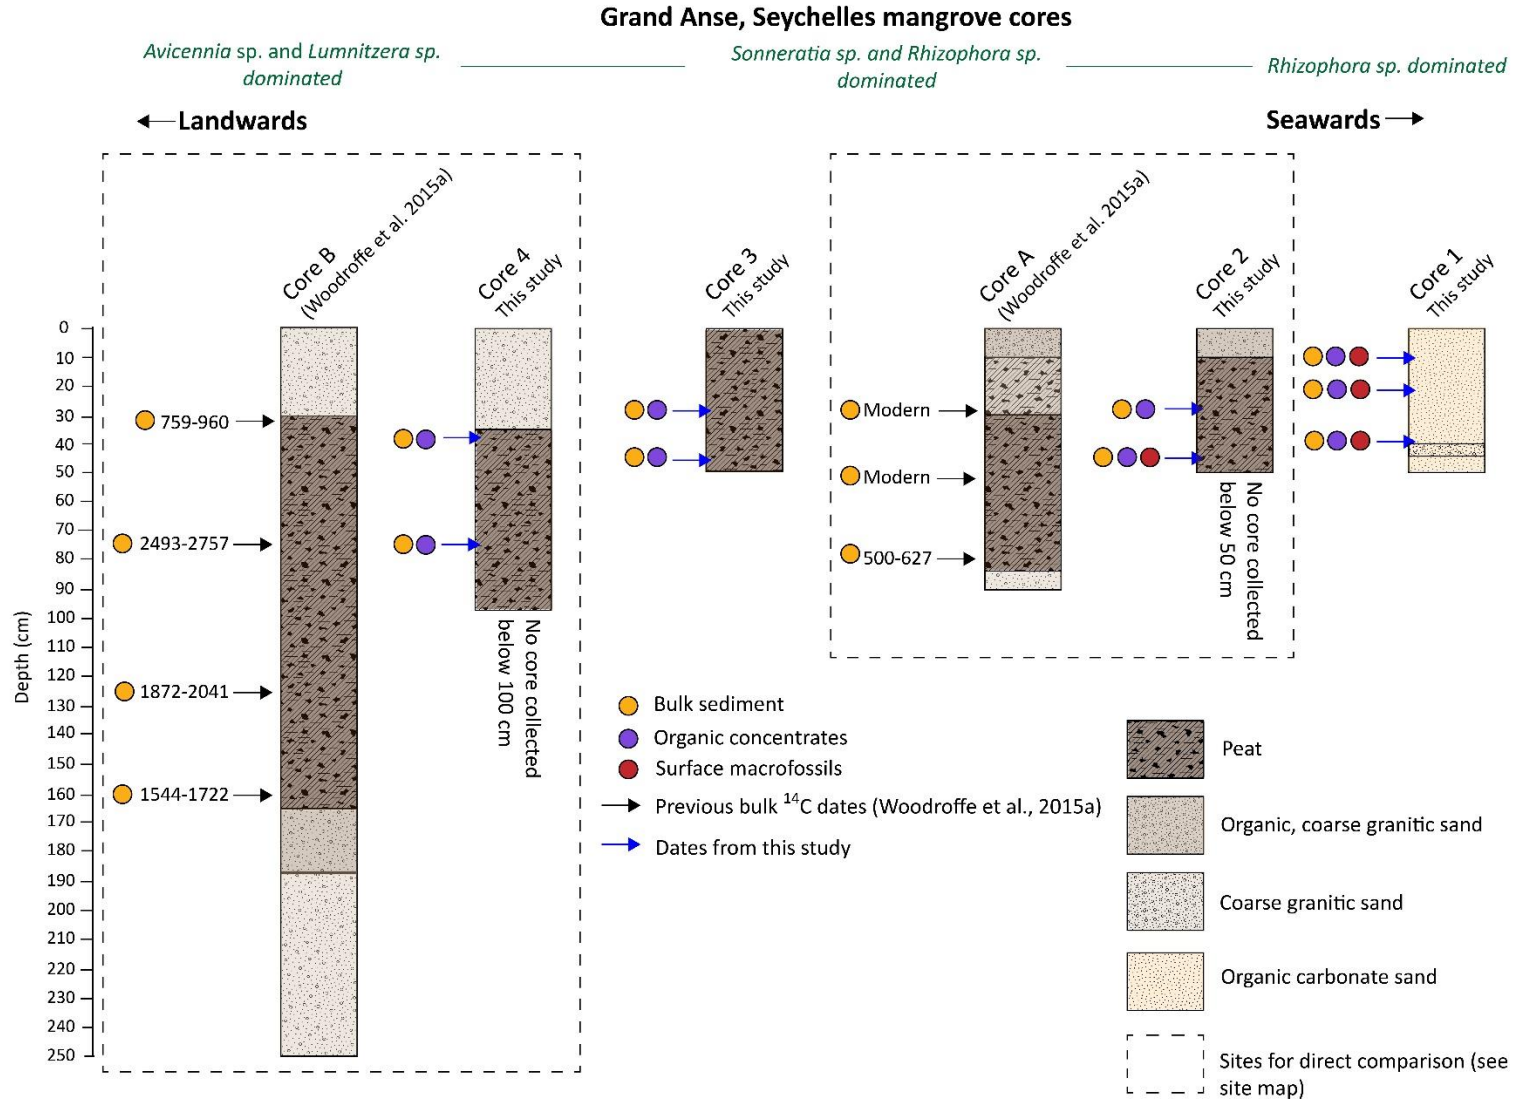 Grand Anse, Seychelles mangrove cores
Avicennia sp. and Lumnitzera sp.
dominated
Sonneratia sp. and Rhizophora sp.
dominated
Rhizophora sp. dominated
Landwards
Seawards
Core B
(Woodroffe et al. 2015a)
Core 4
This study
Core 3
This study
Core A
(Woodroffe et al. 2015a)
Core 2
This study
Core 1
This study
Depth (cm)
0
10
20
30
40
50
60
70
80
90
100
110
120
130
140
150
160
170
180
190
200
210
220
230
240
250
759-960
2493-2757
1872-2041
1544-1722
No core collected
below 100 cm
Modern
Modern
500-627
No core collected
below 50 cm
Bulk sediment
Organic concentrates
Surface macrofossils
Previous bulk ¹⁴C dates (Woodroffe et al., 2015a)
Dates from this study
Peat
Organic, coarse granitic sand
Coarse granitic sand
Organic carbonate sand
Sites for direct comparison (see
site map)